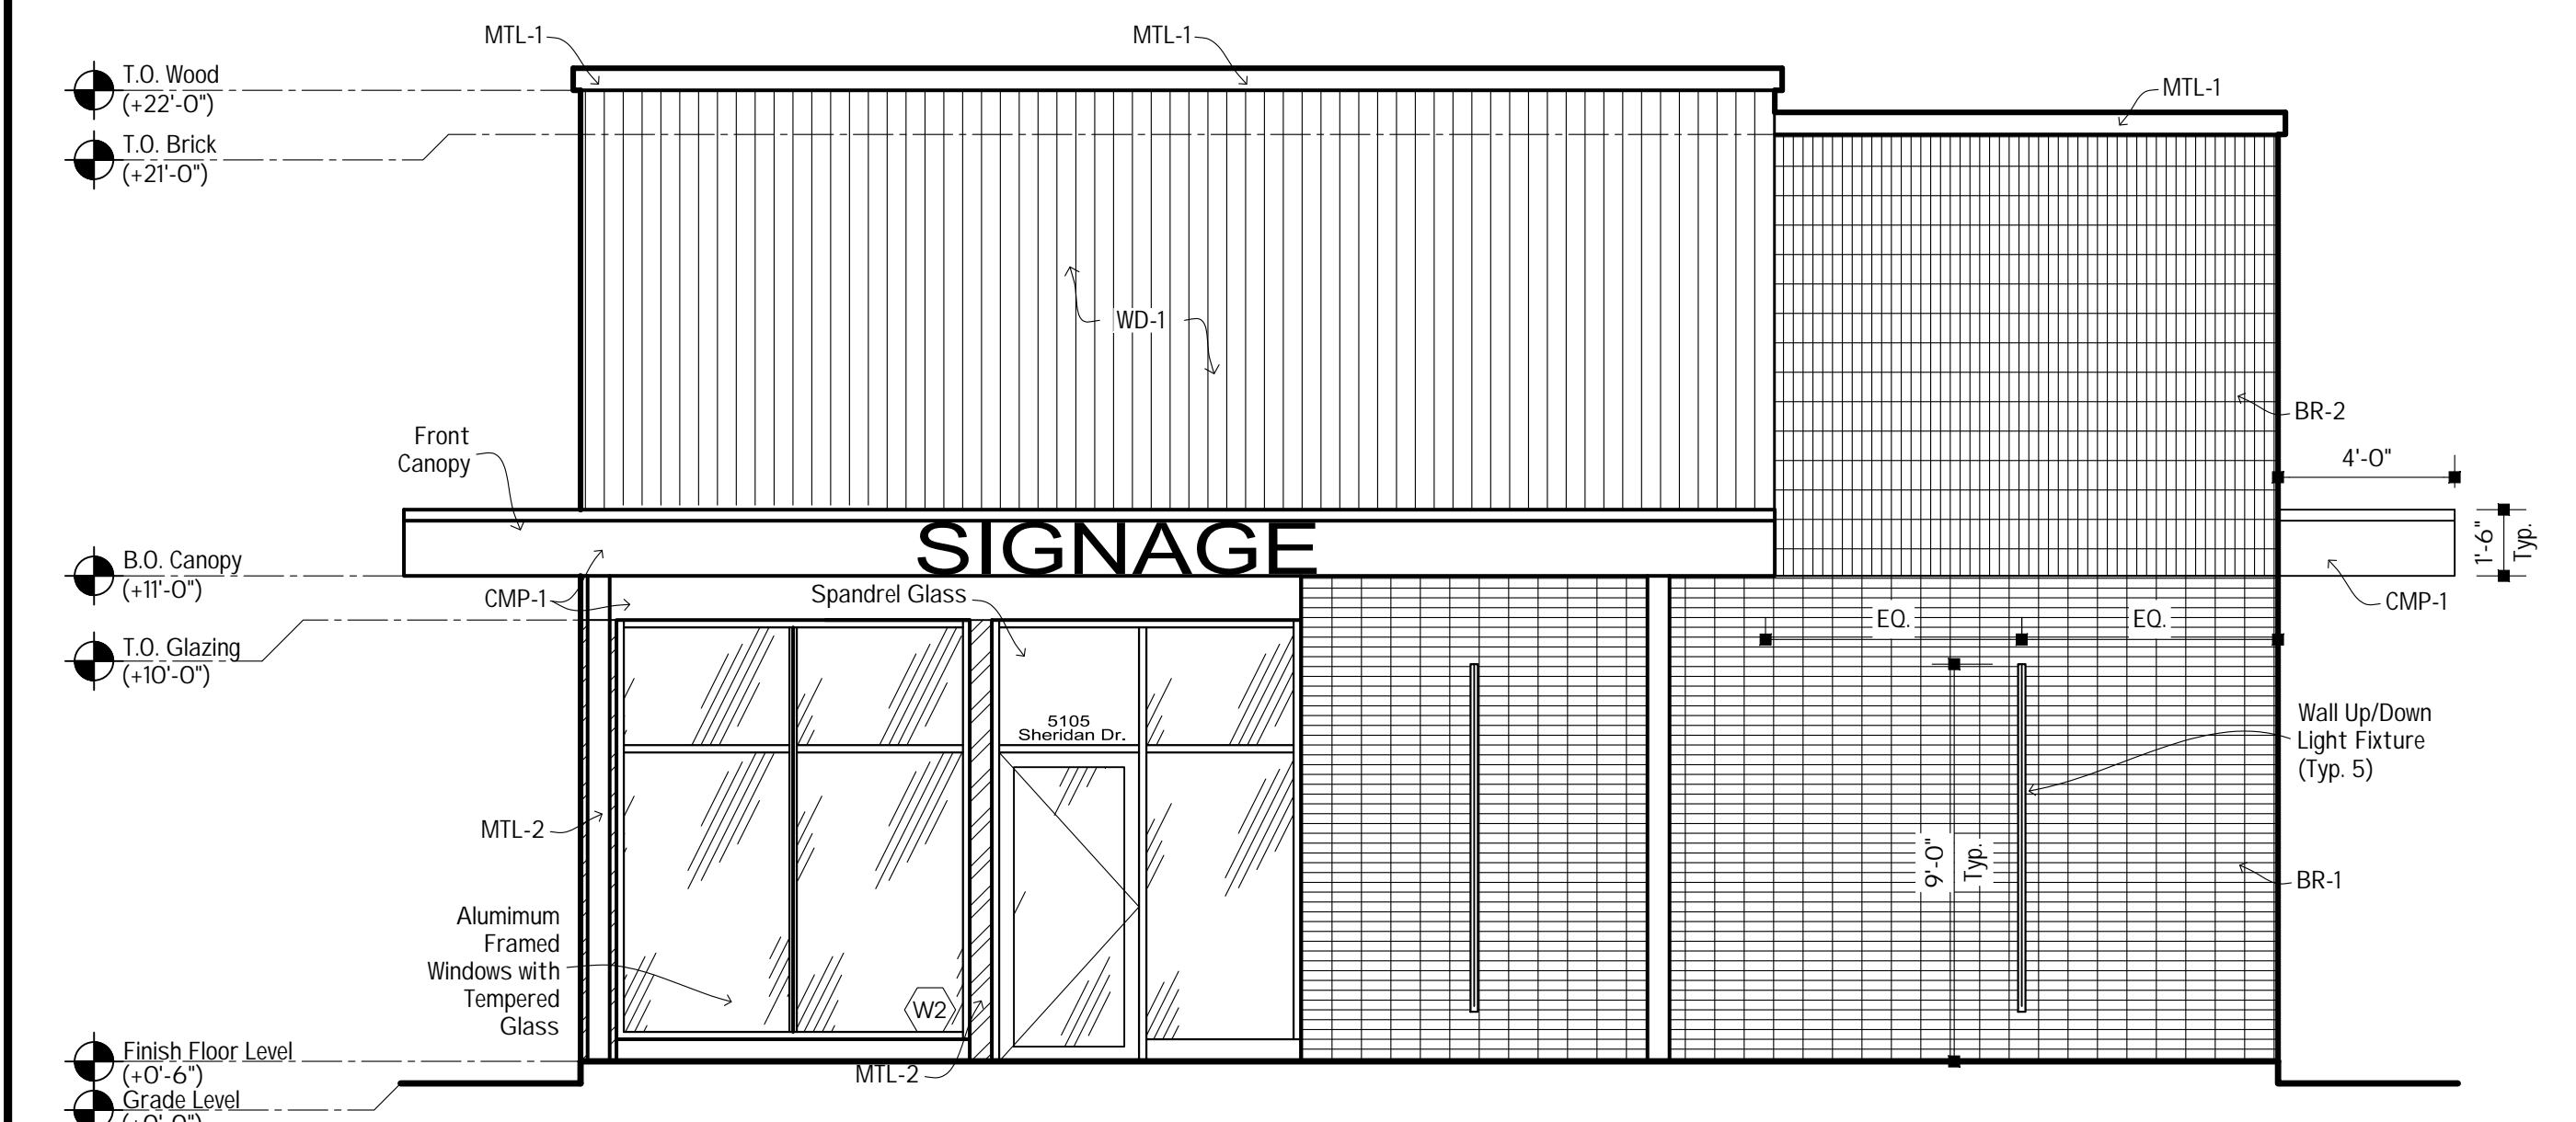 MTL-1
MTL-1
MTL-1
T.O. Wood
(+22'-0")
T.O. Brick
(+21'-0")
WD-1
BR-2
Front
Canopy
4'-0"
SIGNAGE
1'-6"
Typ.
B.O. Canopy
(+11'-0")
CMP-1
Spandrel Glass
CMP-1
EQ.
EQ.
T.O. Glazing
(+10'-0")
5105
Sheridan Dr.
Wall Up/Down
Light Fixture
(Typ. 5)
MTL-2
9'-0"
Typ.
BR-1
Alumimum
Framed
Windows with
Tempered
Glass
W2
Finish Floor Level
(+0'-6")
MTL-2
Grade Level
(+0'-0")